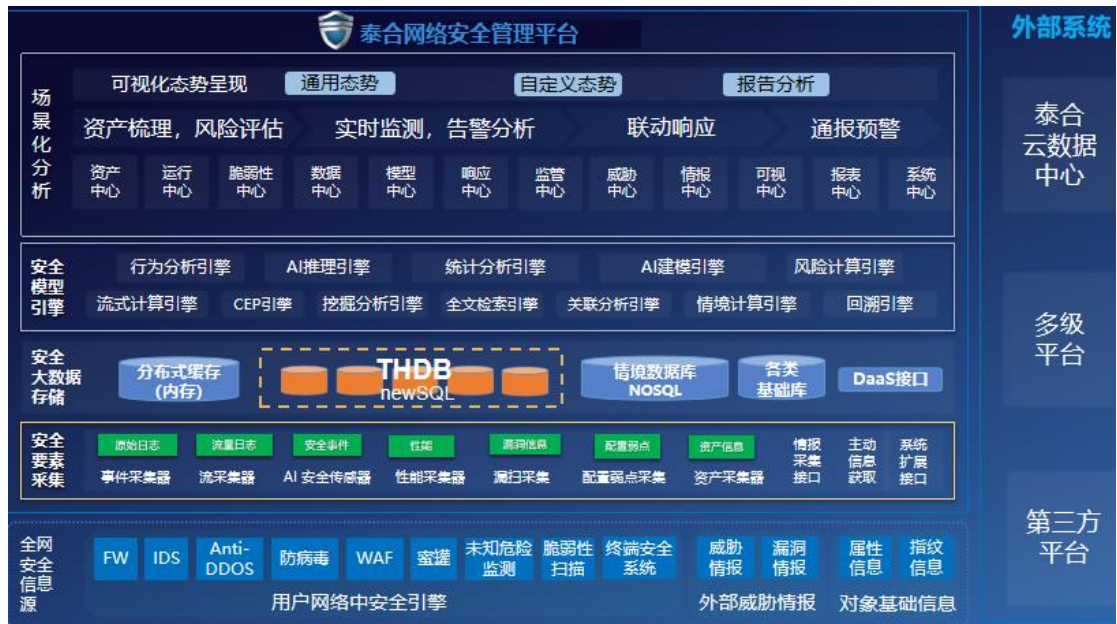 泰合网络安全管理平台
外部系统
场景化分析
可视化态势呈现 通用态势 自定义态势 报告分析
资产梳理，风险评估 实时监测，告警分析 联动响应 通报预警
资产中心 运行中心 脆弱性中心 数据中心 模型中心 响应中心 监管中心 威胁中心 情报中心 可视中心 报表中心 系统中心
泰合云数据中心
安全模型引擎
行为分析引擎 AI推理引擎 统计分析引擎 AI建模引擎 风险计算引擎
流式计算引擎 CEP引擎 挖掘分析引擎 全文检索引擎 关联分析引擎 情境计算引擎 回溯引擎
多级平台
安全大数据存储
分布式缓存(内存) THDB newSQL 情境数据库NOSQL 各类基础库 DaaS接口
安全要素采集
原始日志 流量日志 安全事件 性能 漏洞信息 配置弱点 资产信息
事件采集器 流采集器 AI安全传感器 性能采集器 漏扫采集 配置弱点采集 资产采集器 情报采集接口 主动信息获取 系统扩展接口
第三方平台
全网安全信息源
FW IDS Anti-DDOS 防病毒 WAF 蜜罐 未知危险监测 脆弱性扫描 终端安全系统 威胁情报 漏洞情报 属性信息 指纹信息
用户网络中安全引擎 外部威胁情报 对象基础信息